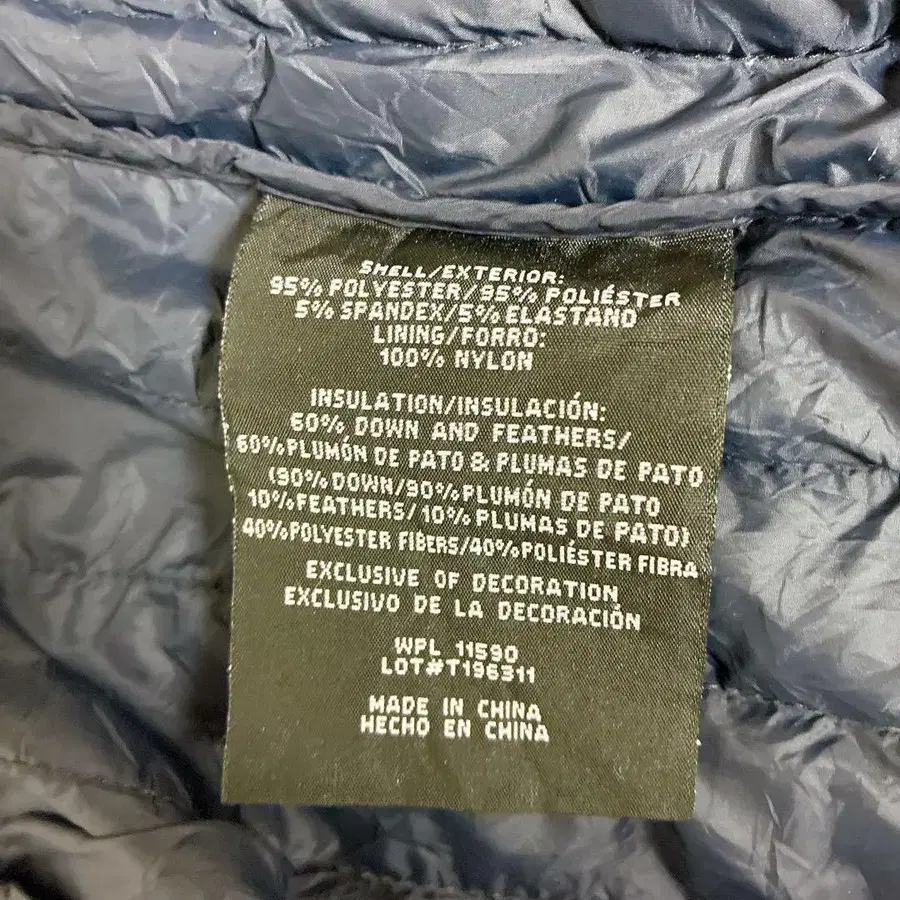 SHELL/EXTERIOR:
95% POLYESTER/95% POLIÉSTER
5% SPANDEX/5% ELASTANO
LINING/FORRO:
100% NYLON
INSULATION/INSULACIÓN:
60% DOWN AND FEATHERS/
60% PLUMÓN DE PATO & PLUMAS DE PATO
(90% DOWN/90% PLUMÓN DE PATO
10% FEATHERS/ 10% PLUMAS DE PATO)
40% POLYESTER FIBERS/40% POLIÉSTER FIBRA
EXCLUSIVE OF DECORATION
EXCLUSIVO DE LA DECORACIÓN
WPL 11590
LOT#T196311
MADE IN CHINA
HECHO EN CHINA